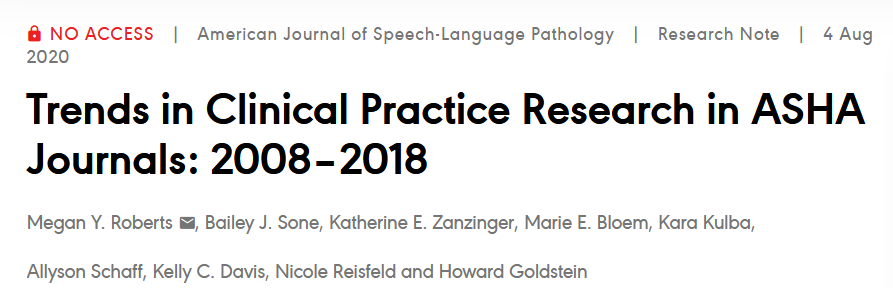 NO ACCESS | American Journal of Speech-Language Pathology | Research Note | 4 Aug
2020
Trends in Clinical Practice Research in ASHA
Journals: 2008–2018
Megan Y. Roberts, Bailey J. Sone, Katherine E. Zanzinger, Marie E. Bloem, Kara Kulba,
Allyson Schaff, Kelly C. Davis, Nicole Reisfeld and Howard Goldstein